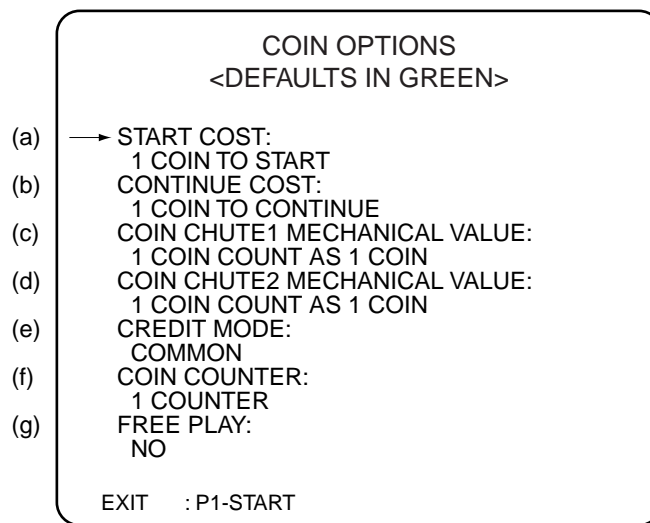 COIN OPTIONS
<DEFAULTS IN GREEN>
(a) START COST:
1 COIN TO START
(b) CONTINUE COST:
1 COIN TO CONTINUE
(c) COIN CHUTE1 MECHANICAL VALUE:
1 COIN COUNT AS 1 COIN
(d) COIN CHUTE2 MECHANICAL VALUE:
1 COIN COUNT AS 1 COIN
(e) CREDIT MODE:
COMMON
(f) COIN COUNTER:
1 COUNTER
(g) FREE PLAY:
NO
EXIT : P1-START